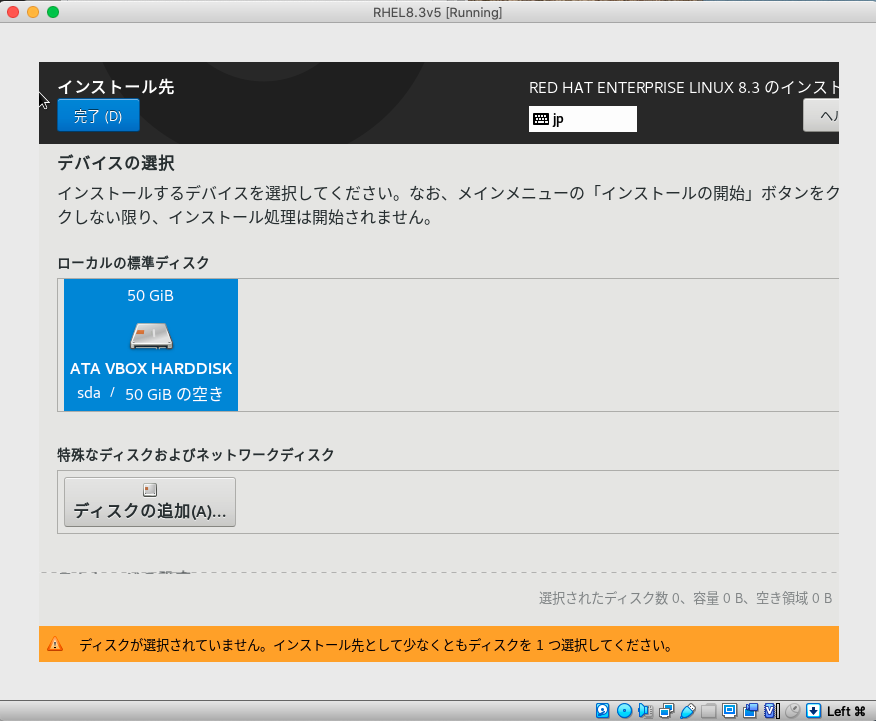 RHEL8.3v5 [Running]
インストール先
RED HAT ENTERPRISE LINUX 8.3 のインスト
完了 (D)
jp
ヘル
デバイスの選択
インストールするデバイスを選択してください。なお、メインメニューの「インストールの開始」ボタンをク
クしない限り、インストール処理は開始されません。
ローカルの標準ディスク
50 GiB
ATA VBOX HARDDISK
sda / 50 GiB の空き
特殊なディスクおよびネットワークディスク
ディスクの追加(A)...
選択されたディスク数 0、容量 0 B、空き領域 0 B
ディスクが選択されていません。インストール先として少なくともディスクを 1 つ選択してください。
Left ⌘